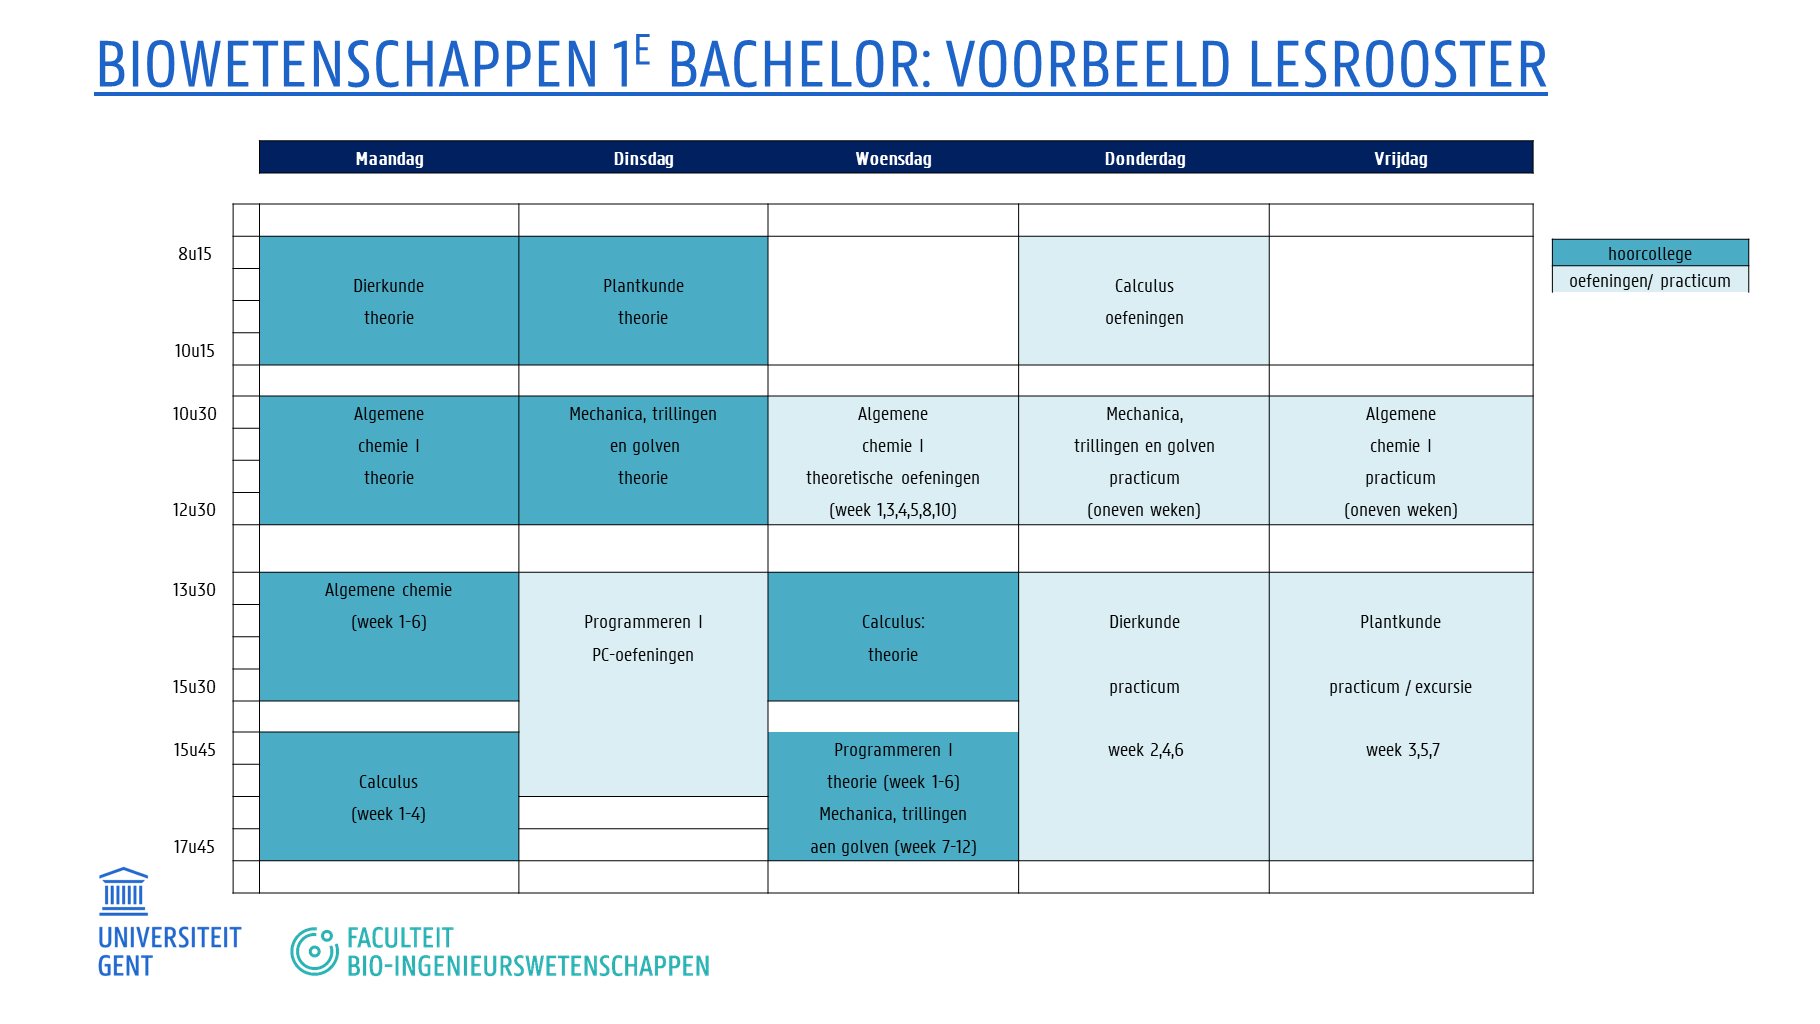 BIOWETENSCHAPPEN 1E BACHELOR: VOORBEELD LESROOSTER
Maandag Dinsdag Woensdag Donderdag Vrijdag
8u15
hoorcollege
Dierkunde Plantkunde Calculus
oefeningen/ practicum
theorie theorie oefeningen
10u15
10u30 Algemene Mechanica, trillingen Algemene Mechanica, Algemene
chemie I en golven chemie I trillingen en golven chemie I
theorie theorie theoretische oefeningen practicum practicum
12u30 (week 1,3,4,5,8,10) (oneven weken) (oneven weken)
13u30 Algemene chemie
(week 1-6) Programmeren I Calculus: Dierkunde Plantkunde
PC-oefeningen theorie
15u30 practicum practicum / excursie
15u45 Programmeren I week 2,4,6 week 3,5,7
Calculus theorie (week 1-6)
(week 1-4) Mechanica, trillingen
17u45 aen golven (week 7-12)
UNIVERSITEIT
GENT
FACULTEIT
BIO-INGENIEURSWETENSCHAPPEN